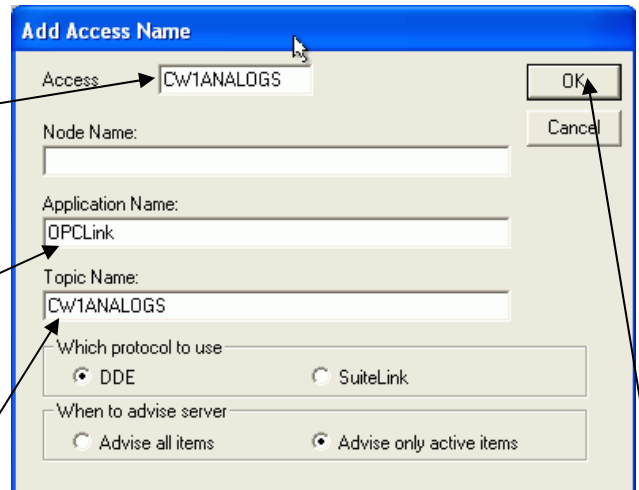 Add Access Name
Access CW1ANALOGS
OK
Node Name:
Cancel
Application Name:
OPCLink
Topic Name:
CW1ANALOGS
Which protocol to use
DDE SuiteLink
When to advise server
Advise all items Advise only active items